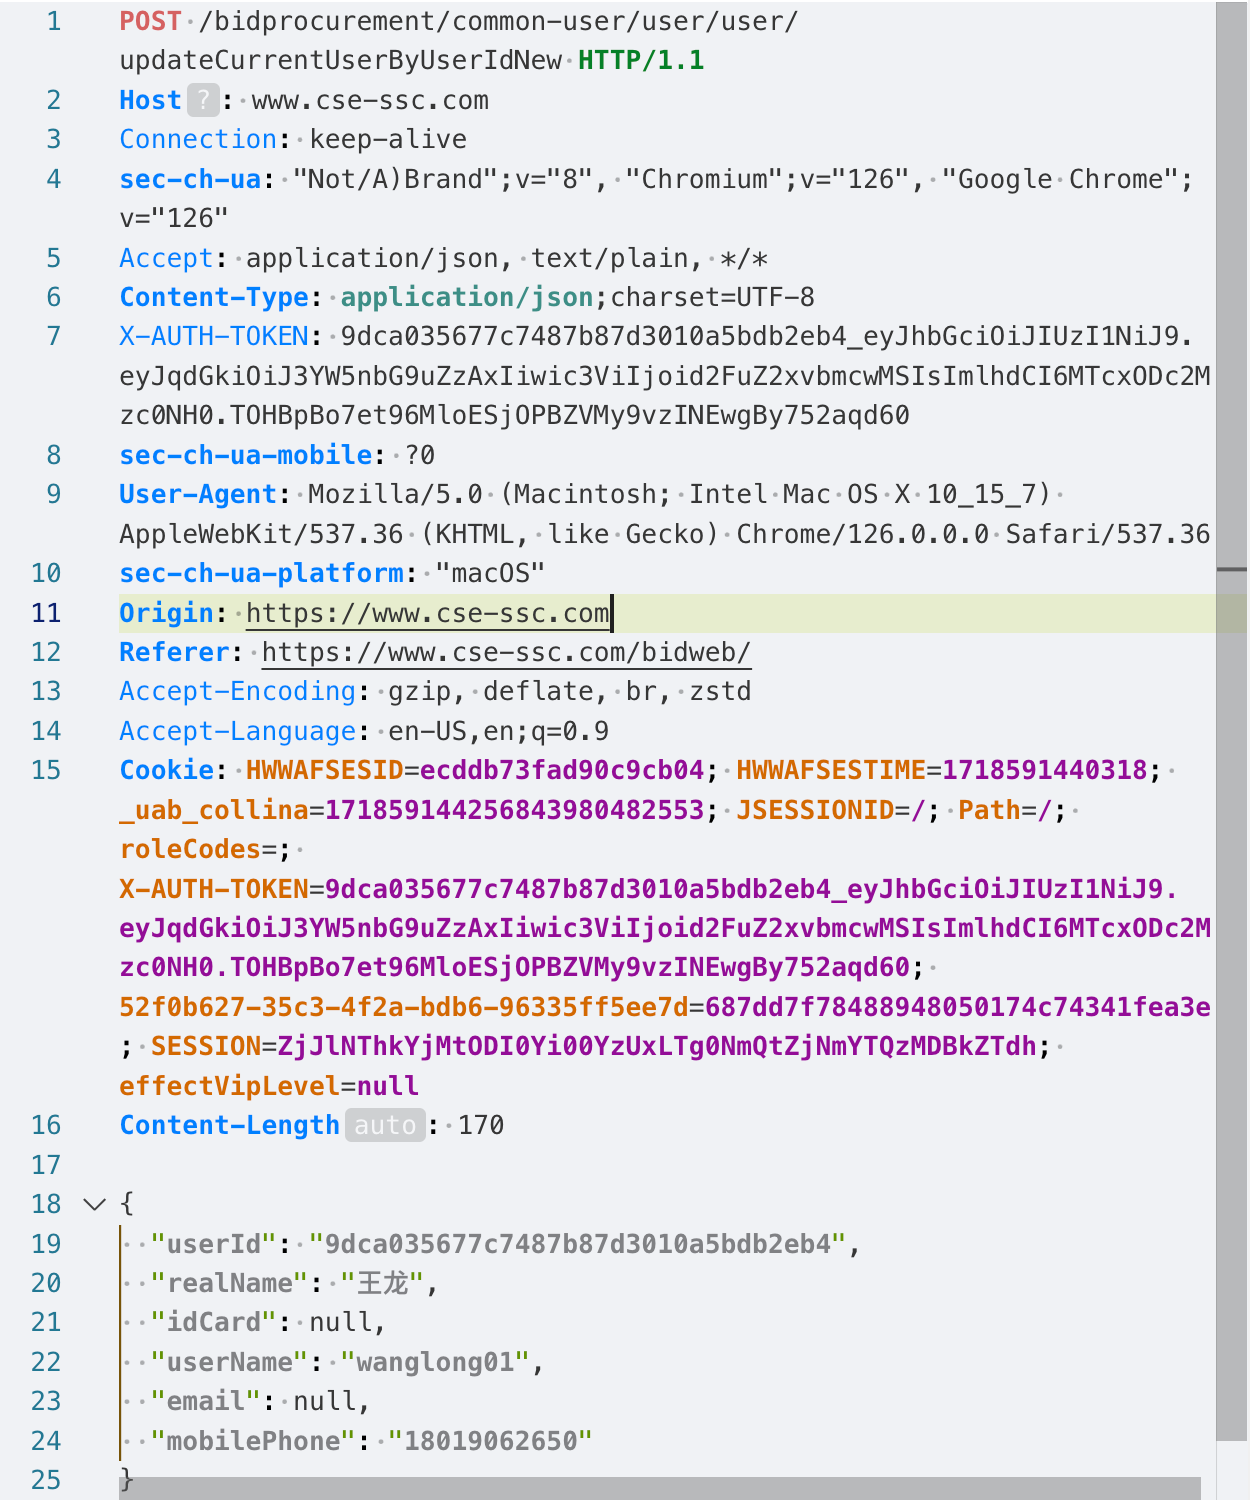 1 POST /bidprocurement/common-user/user/user/
updateCurrentUserByUserIdNew HTTP/1.1
2 Host ? : www.cse-ssc.com
3 Connection: keep-alive
4 sec-ch-ua: "Not/A)Brand";v="8", "Chromium";v="126", "Google Chrome";
v="126"
5 Accept: application/json, text/plain, */*
6 Content-Type: application/json;charset=UTF-8
7 X-AUTH-TOKEN: 9dca035677c7487b87d3010a5bdb2eb4_eyJhbGciOiJIUzI1NiJ9.
eyJqdGkiOiJ3YW5nbG9uZzAxIiwic3ViIjoid2FuZ2xvbmcwMSIsImlhdCI6MTcxODc2M
zc0NH0.TOHBpBo7et96MloESjOPBZVMy9vzINEwgBy752aqd60
8 sec-ch-ua-mobile: ?0
9 User-Agent: Mozilla/5.0 (Macintosh; Intel Mac OS X 10_15_7)
AppleWebKit/537.36 (KHTML, like Gecko) Chrome/126.0.0.0 Safari/537.36
10 sec-ch-ua-platform: "macOS"
11 Origin: https://www.cse-ssc.com
12 Referer: https://www.cse-ssc.com/bidweb/
13 Accept-Encoding: gzip, deflate, br, zstd
14 Accept-Language: en-US,en;q=0.9
15 Cookie: HWWAFSESID=ecddb73fad90c9cb04; HWWAFSESTIME=1718591440318;
_uab_collina=171859144256843980482553; JSESSIONID=/; Path=/;
roleCodes=;
X-AUTH-TOKEN=9dca035677c7487b87d3010a5bdb2eb4_eyJhbGciOiJIUzI1NiJ9.
eyJqdGkiOiJ3YW5nbG9uZzAxIiwic3ViIjoid2FuZ2xvbmcwMSIsImlhdCI6MTcxODc2M
zc0NH0.TOHBpBo7et96MloESjOPBZVMy9vzINEwgBy752aqd60;
52f0b627-35c3-4f2a-bdb6-96335ff5ee7d=687dd7f78488948050174c74341fea3e
; SESSION=ZjJlNThkYjMtODI0Yi00YzUxLTg0NmQtZjNmYTQzMDBkZTdh;
effectVipLevel=null
16 Content-Length auto : 170
17
18 {
19 "userId": "9dca035677c7487b87d3010a5bdb2eb4",
20 "realName": "王龙",
21 "idCard": null,
22 "userName": "wanglong01",
23 "email": null,
24 "mobilePhone": "18019062650"
25 }